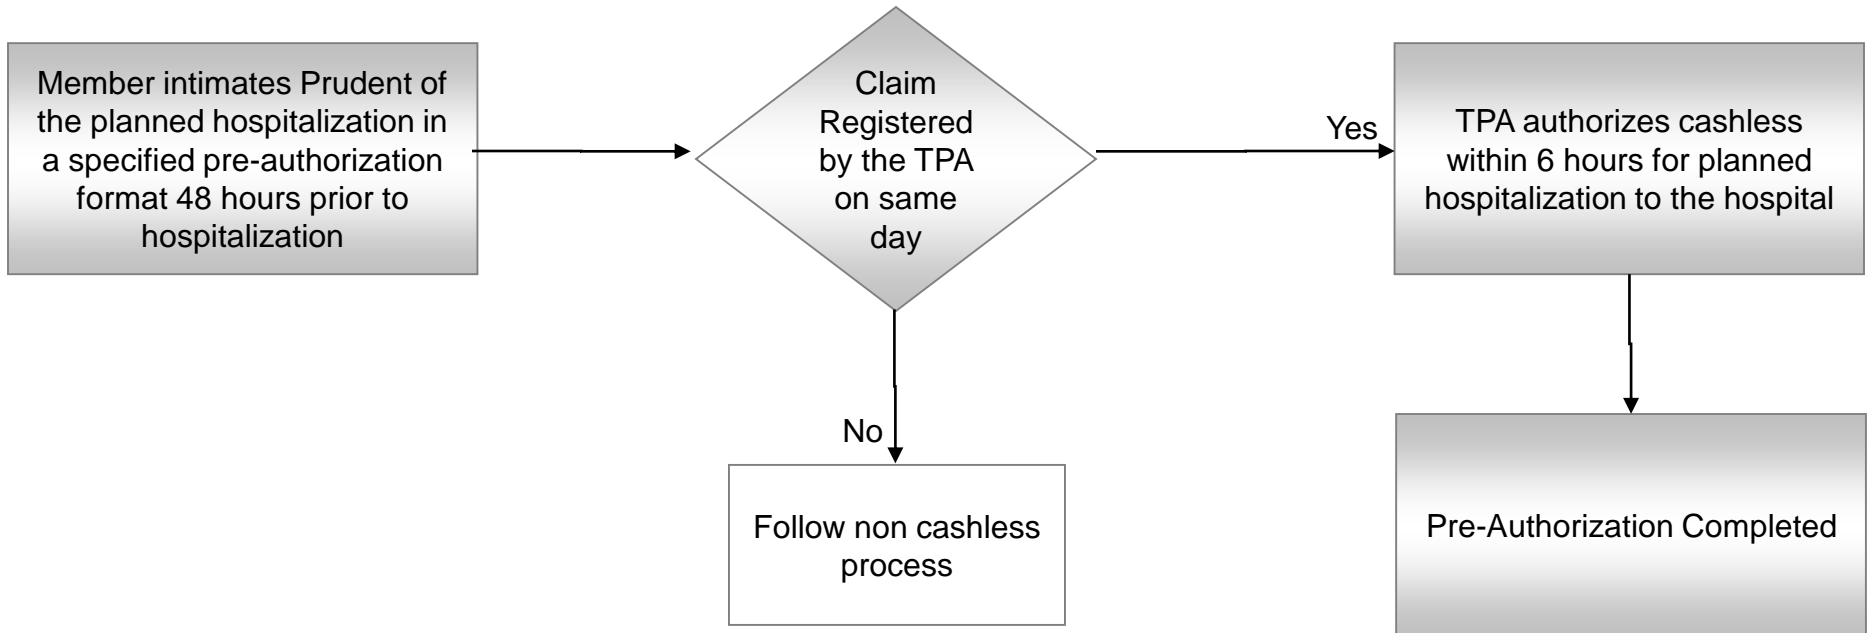 Member intimates Prudent of
the planned hospitalization in
a specified pre-authorization
format 48 hours prior to
hospitalization
Claim
Registered
by the TPA
on same
day
Yes
TPA authorizes cashless
within 6 hours for planned
hospitalization to the hospital
No
Follow non cashless
process
Pre-Authorization Completed